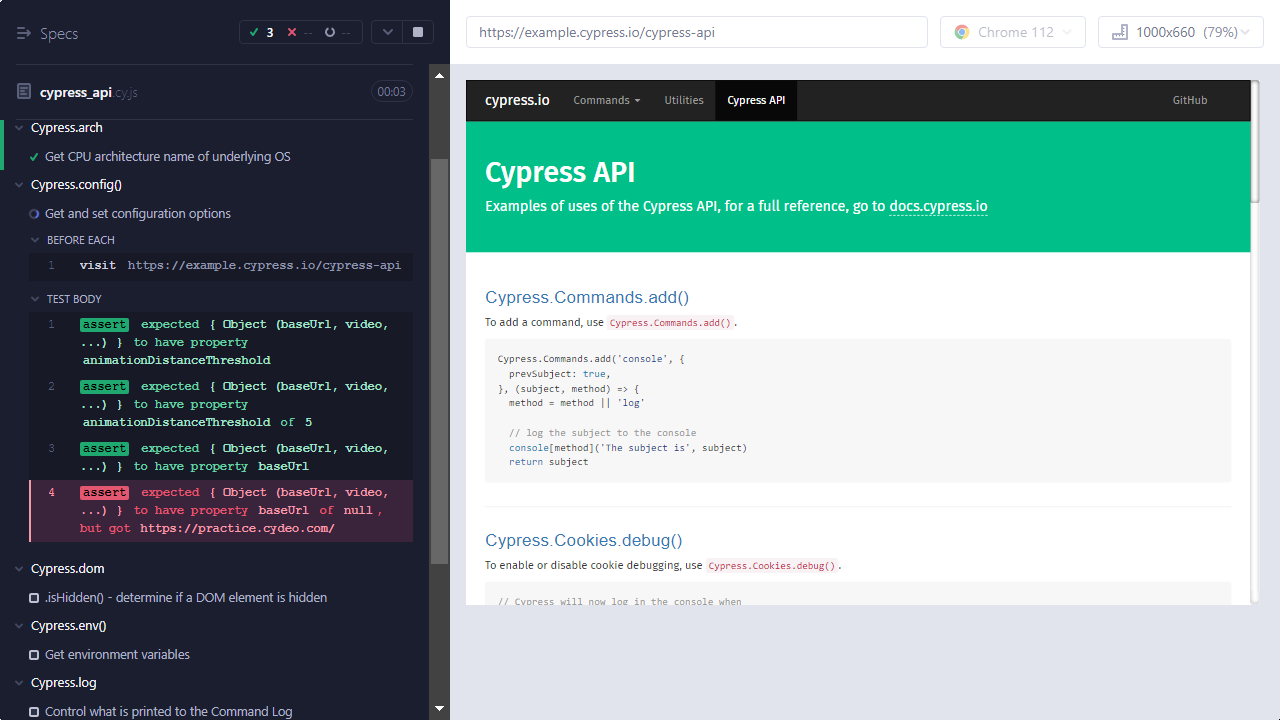 Specs
3
--
--
cypress_api.cy.js
00:03
Cypress.arch
Get CPU architecture name of underlying OS
Cypress.config()
Get and set configuration options
BEFORE EACH
1 visit https://example.cypress.io/cypress-api
TEST BODY
1 assert expected { Object (baseUrl, video,
...) } to have property
animationDistanceThreshold
2 assert expected { Object (baseUrl, video,
...) } to have property
animationDistanceThreshold of 5
3 assert expected { Object (baseUrl, video,
...) } to have property baseUrl
4 assert expected { Object (baseUrl, video,
...) } to have property baseUrl of null,
but got https://practice.cydeo.com/
Cypress.dom
.isHidden() - determine if a DOM element is hidden
Cypress.env()
Get environment variables
Cypress.log
Control what is printed to the Command Log
https://example.cypress.io/cypress-api
Chrome 112
1000x660 (79%)
cypress.io Commands Utilities Cypress API GitHub
Cypress API
Examples of uses of the Cypress API, for a full reference, go to docs.cypress.io
Cypress.Commands.add()
To add a command, use Cypress.Commands.add().
Cypress.Commands.add('console', {
prevSubject: true,
}, (subject, method) => {
method = method || 'log'
// log the subject to the console
console[method]('The subject is', subject)
return subject
Cypress.Cookies.debug()
To enable or disable cookie debugging, use Cypress.Cookies.debug().
// Cypress will now log in the console when